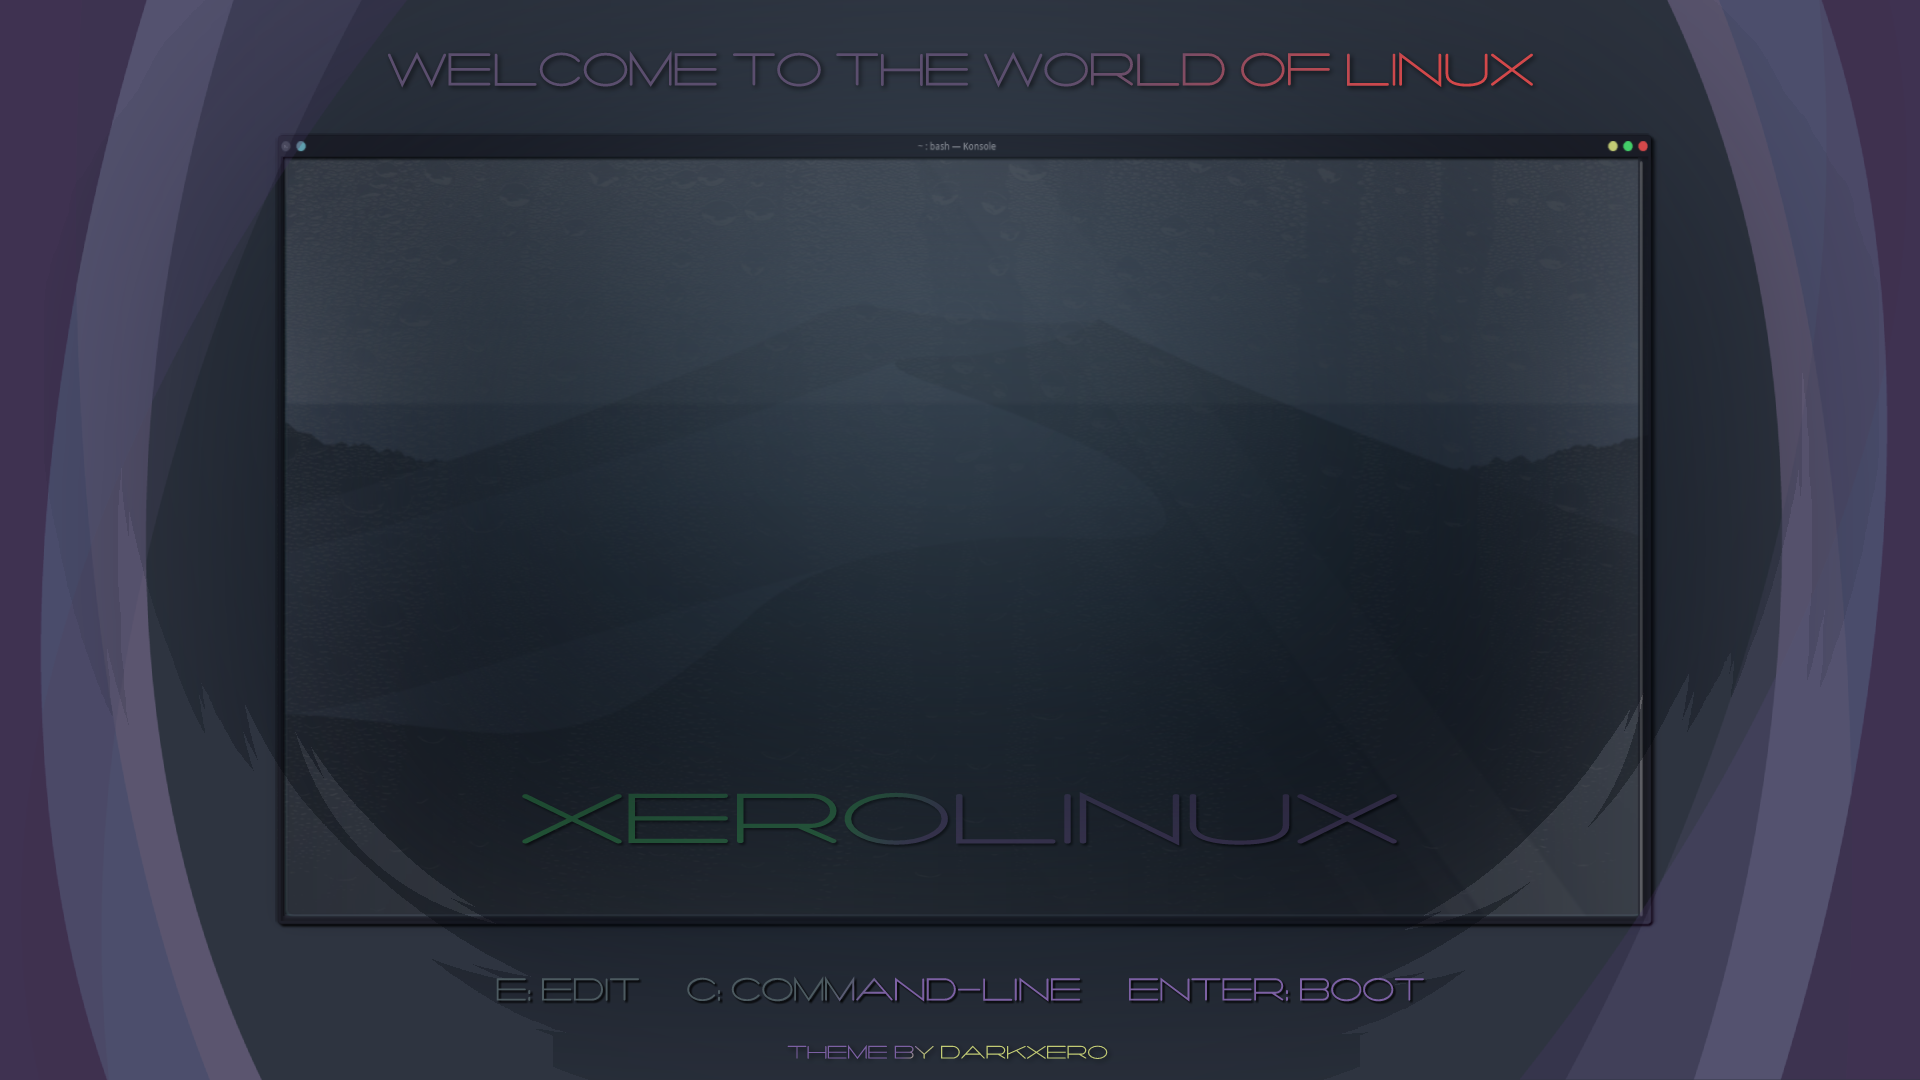 WELCOME TO THE WORLD OF LINUX
~ : bash — Konsole
XEROLINUX
E: EDIT C: COMMAND-LINE ENTER: BOOT
THEME BY DARKXERO